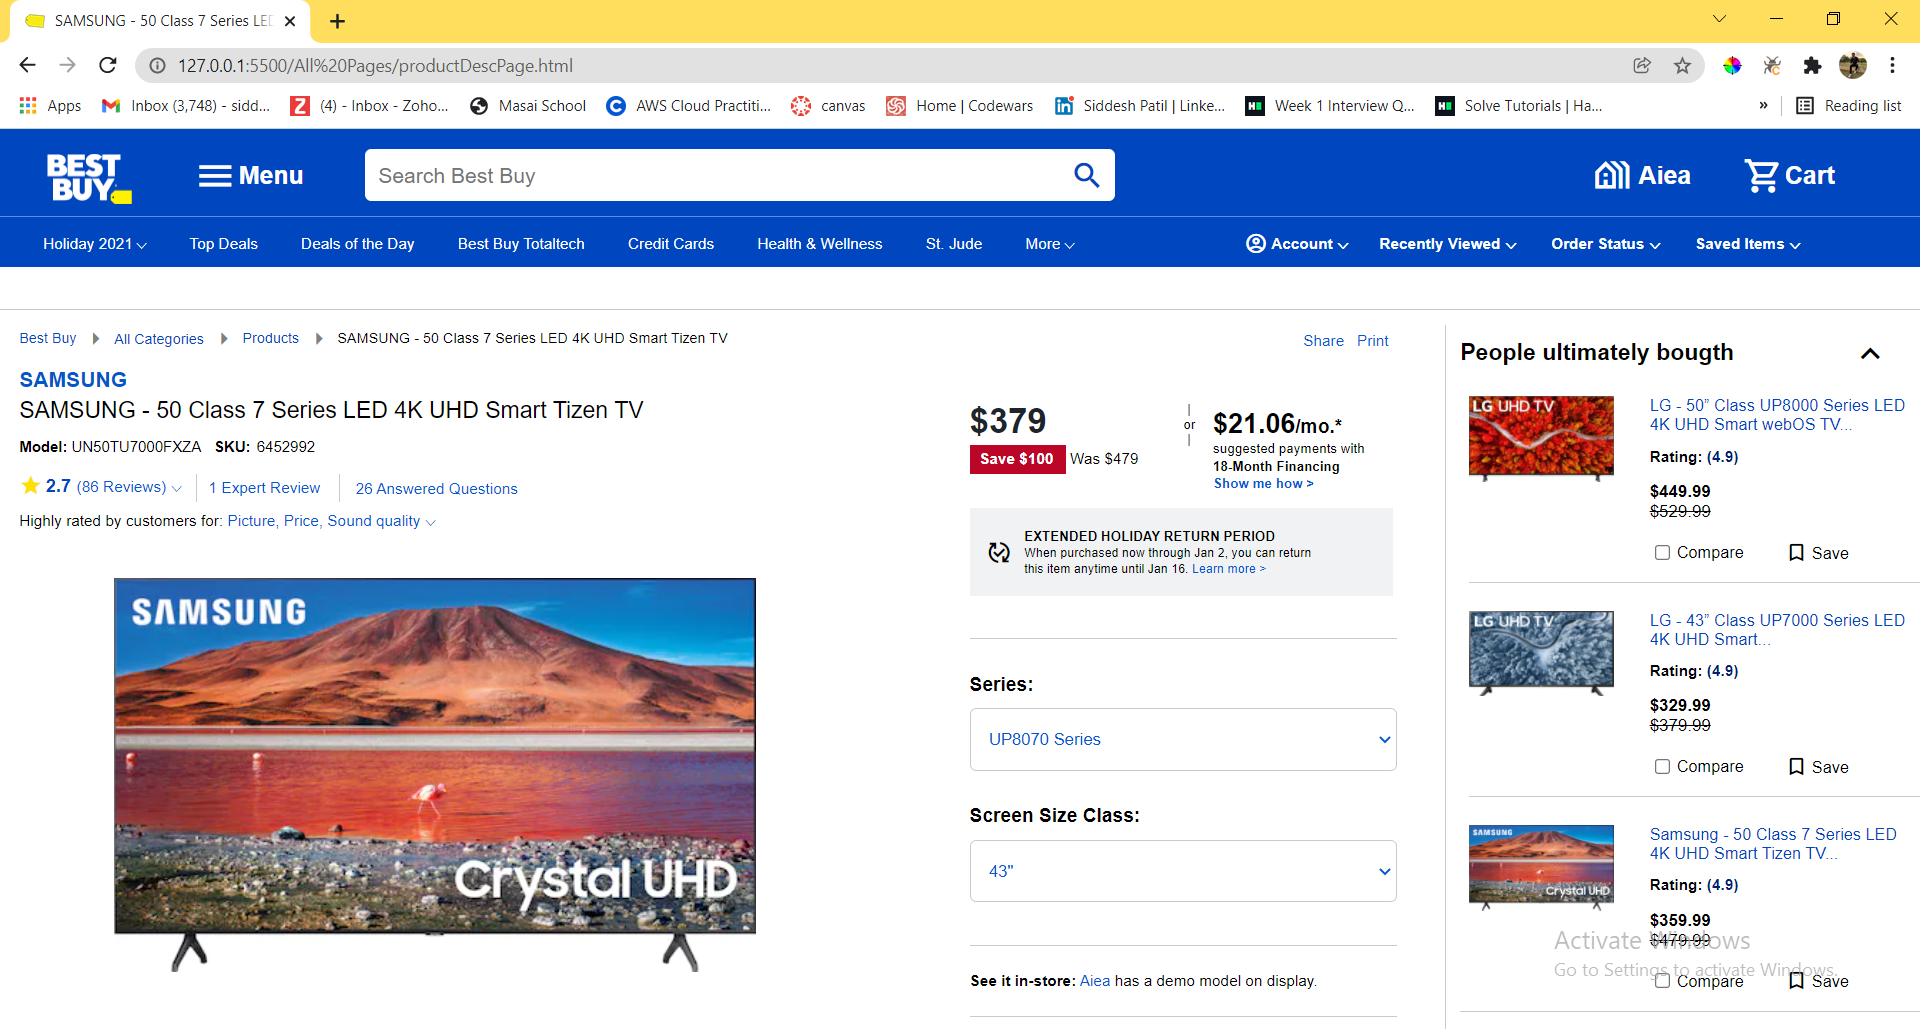 SAMSUNG - 50 Class 7 Series LED
127.0.0.1:5500/All%20Pages/productDescPage.html
Apps
Inbox (3,748) - sidd...
(4) - Inbox - Zoho...
Masai School
AWS Cloud Practiti...
canvas
Home | Codewars
Siddesh Patil | Linke...
Week 1 Interview Q...
Solve Tutorials | Ha...
»
Reading list
BEST
BUY
Menu
Search Best Buy
Aiea
Cart
Holiday 2021
Top Deals
Deals of the Day
Best Buy Totaltech
Credit Cards
Health & Wellness
St. Jude
More
Account
Recently Viewed
Order Status
Saved Items
Best Buy
All Categories
Products
SAMSUNG - 50 Class 7 Series LED 4K UHD Smart Tizen TV
Share Print
SAMSUNG
SAMSUNG - 50 Class 7 Series LED 4K UHD Smart Tizen TV
Model: UN50TU7000FXZA SKU: 6452992
2.7 (86 Reviews)
1 Expert Review
26 Answered Questions
Highly rated by customers for: Picture, Price, Sound quality
SAMSUNG
Crystal UHD
$379
Save $100 Was $479
or
$21.06/mo.*
suggested payments with
18-Month Financing
Show me how >
EXTENDED HOLIDAY RETURN PERIOD
When purchased now through Jan 2, you can return
this item anytime until Jan 16. Learn more >
Series:
UP8070 Series
Screen Size Class:
43"
See it in-store: Aiea has a demo model on display.
People ultimately bougth
LG UHD TV
LG - 50” Class UP8000 Series LED
4K UHD Smart webOS TV...
Rating: (4.9)
$449.99
$529.99
Compare
Save
LG UHD TV
LG - 43” Class UP7000 Series LED
4K UHD Smart...
Rating: (4.9)
$329.99
$379.99
Compare
Save
SAMSUNG
Crystal UHD
Samsung - 50 Class 7 Series LED
4K UHD Smart Tizen TV...
Rating: (4.9)
$359.99
$479.99
Compare
Save
Activate Windows
Go to Settings to activate Windows.